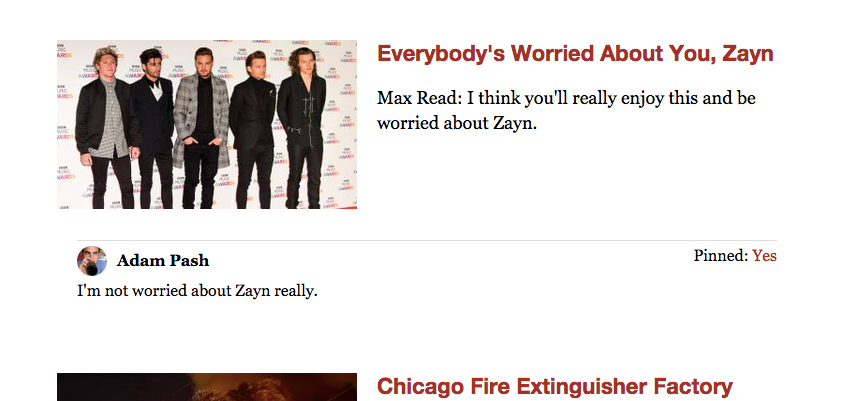 Everybody's Worried About You, Zayn
Max Read: I think you'll really enjoy this and be
worried about Zayn.
Adam Pash
Pinned: Yes
I'm not worried about Zayn really.
Chicago Fire Extinguisher Factory